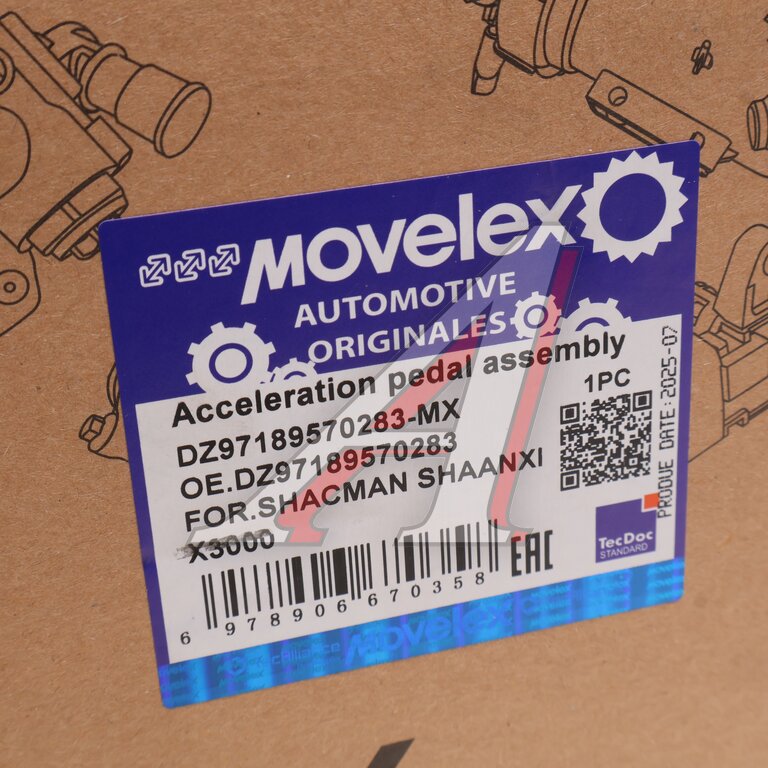 MOVELEX
AUTOMOTIVE
ORIGINALES
Acceleration pedal assembly
DZ97189570283-MX
1PC
OE.DZ97189570283
FOR.SHACMAN SHAANXI
X3000
PRODUE DATE:2025-07
TecDoc
STANDARD
EAC
6 978906 670358
MOVELEX